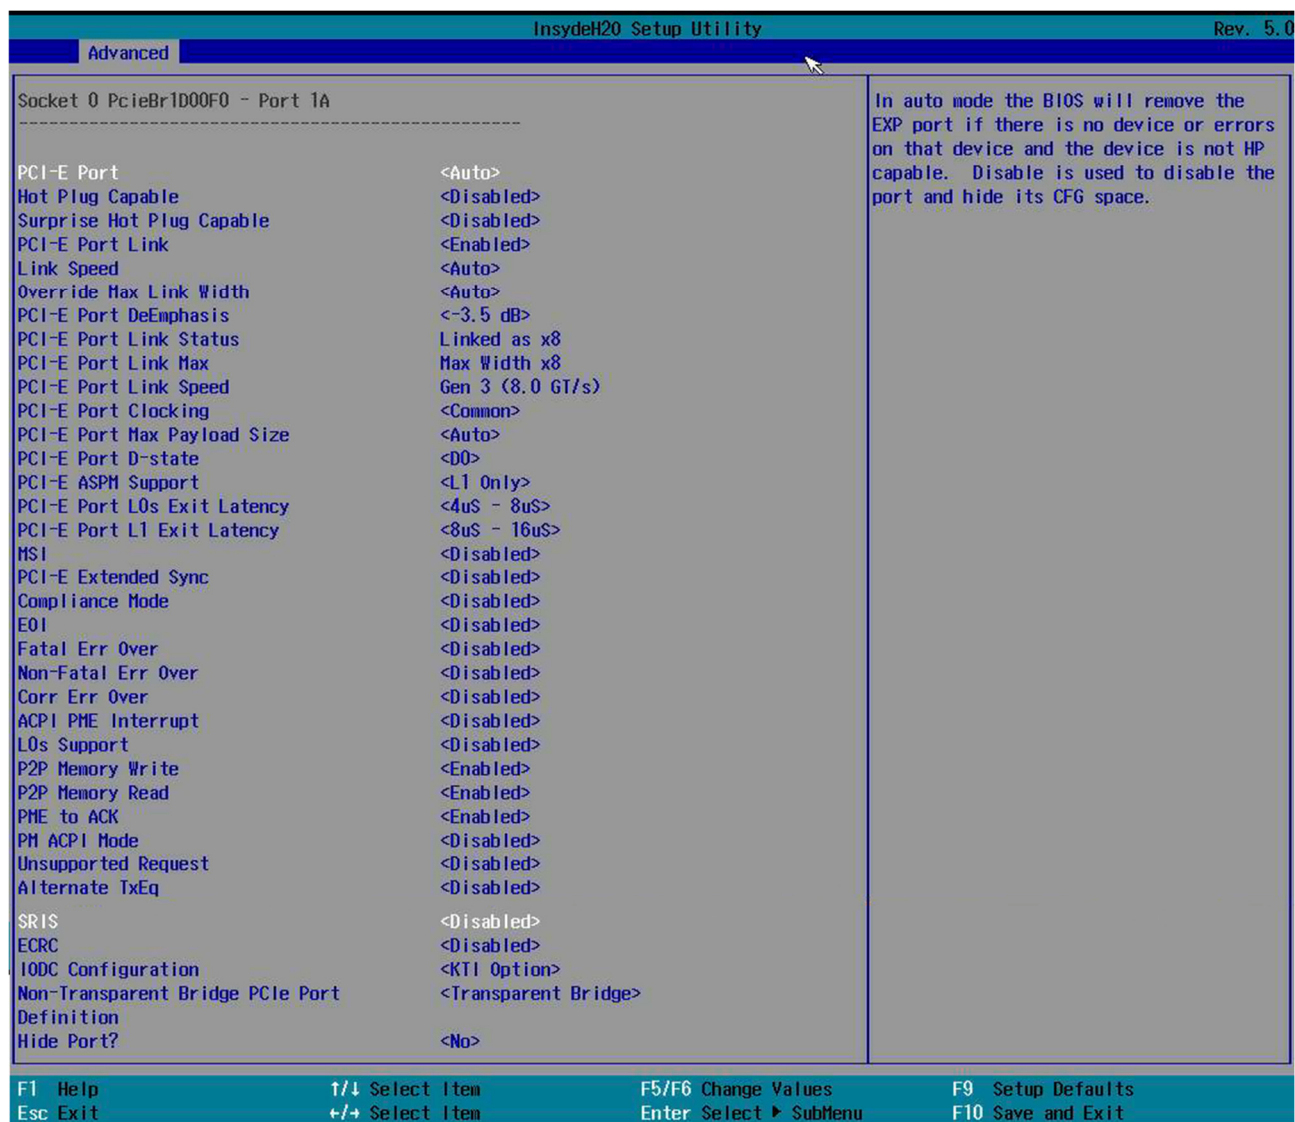 InsydeH20 Setup Utility Rev. 5.0
Advanced
Socket 0 PcieBr1D00F0 - Port 1A
--------------------------------------------------
PCI-E Port <Auto>
Hot Plug Capable <Disabled>
Surprise Hot Plug Capable <Disabled>
PCI-E Port Link <Enabled>
Link Speed <Auto>
Override Max Link Width <Auto>
PCI-E Port DeEmphasis <-3.5 dB>
PCI-E Port Link Status Linked as x8
PCI-E Port Link Max Max Width x8
PCI-E Port Link Speed Gen 3 (8.0 GT/s)
PCI-E Port Clocking <Common>
PCI-E Port Max Payload Size <Auto>
PCI-E Port D-state <D0>
PCI-E ASPM Support <L1 Only>
PCI-E Port L0s Exit Latency <4uS - 8uS>
PCI-E Port L1 Exit Latency <8uS - 16uS>
MSI <Disabled>
PCI-E Extended Sync <Disabled>
Compliance Mode <Disabled>
EOI <Disabled>
Fatal Err Over <Disabled>
Non-Fatal Err Over <Disabled>
Corr Err Over <Disabled>
ACPI PME Interrupt <Disabled>
L0s Support <Disabled>
P2P Memory Write <Enabled>
P2P Memory Read <Enabled>
PME to ACK <Enabled>
PM ACPI Mode <Disabled>
Unsupported Request <Disabled>
Alternate TxEq <Disabled>
SRIS <Disabled>
ECRC <Disabled>
IODC Configuration <KTI Option>
Non-Transparent Bridge PCIe Port <Transparent Bridge>
Definition
Hide Port? <No>
In auto mode the BIOS will remove the
EXP port if there is no device or errors
on that device and the device is not HP
capable. Disable is used to disable the
port and hide its CFG space.
F1 Help ↑/↓ Select Item F5/F6 Change Values F9 Setup Defaults
Esc Exit ←/→ Select Item Enter Select ▶ SubMenu F10 Save and Exit